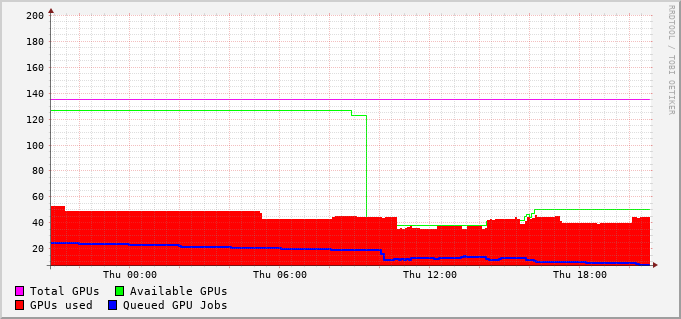 200
180
160
140
120
100
80
60
40
20
Thu 00:00 Thu 06:00 Thu 12:00 Thu 18:00
Total GPUs Available GPUs
GPUs used Queued GPU Jobs
RRDTOOL / TOBI OETIKER